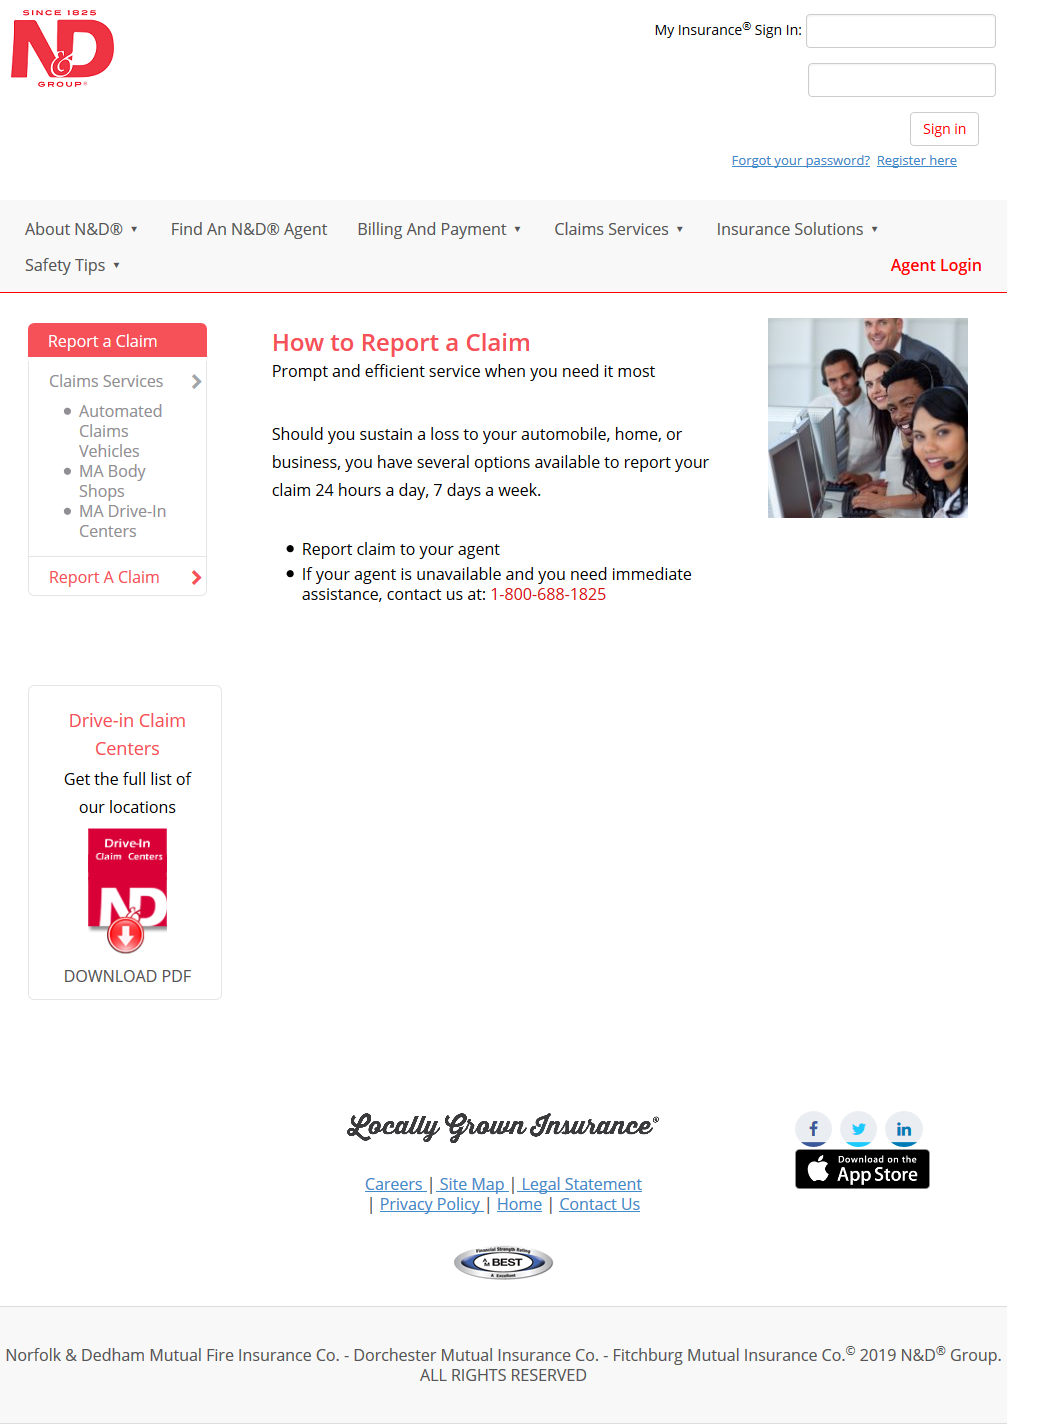 SINCE 1825
N&D
GROUP®
My Insurance® Sign In:
Sign in
Forgot your password? Register here
About N&D® ▼ Find An N&D® Agent Billing And Payment ▼ Claims Services ▼ Insurance Solutions ▼
Safety Tips ▼ Agent Login
Report a Claim
Claims Services
• Automated
Claims
Vehicles
• MA Body
Shops
• MA Drive-In
Centers
Report A Claim
How to Report a Claim
Prompt and efficient service when you need it most
Should you sustain a loss to your automobile, home, or
business, you have several options available to report your
claim 24 hours a day, 7 days a week.
• Report claim to your agent
• If your agent is unavailable and you need immediate
assistance, contact us at: 1-800-688-1825
Drive-in Claim
Centers
Get the full list of
our locations
Drive-In
Claim Centers
N&D
DOWNLOAD PDF
Locally Grown Insurance®
Careers | Site Map | Legal Statement
| Privacy Policy | Home | Contact Us
Financial Strength Rating
AM BEST
A Excellent
Download on the
App Store
Norfolk & Dedham Mutual Fire Insurance Co. - Dorchester Mutual Insurance Co. - Fitchburg Mutual Insurance Co.© 2019 N&D® Group.
ALL RIGHTS RESERVED